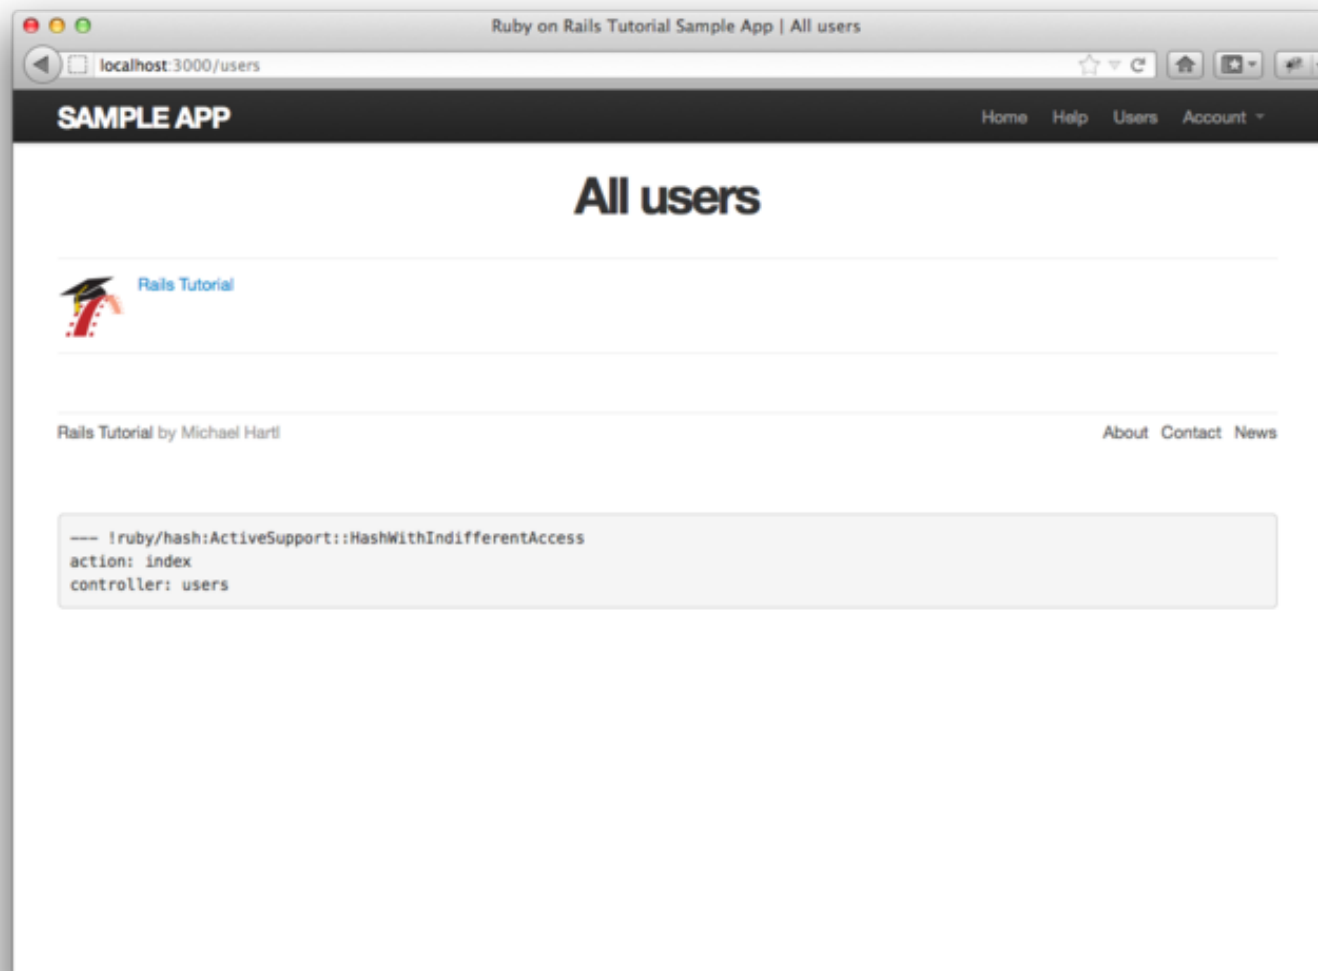 Ruby on Rails Tutorial Sample App | All users
localhost:3000/users
SAMPLE APP Home Help Users Account
All users
Rails Tutorial
Rails Tutorial by Michael Hartl About Contact News
--- !ruby/hash:ActiveSupport::HashWithIndifferentAccess
action: index
controller: users